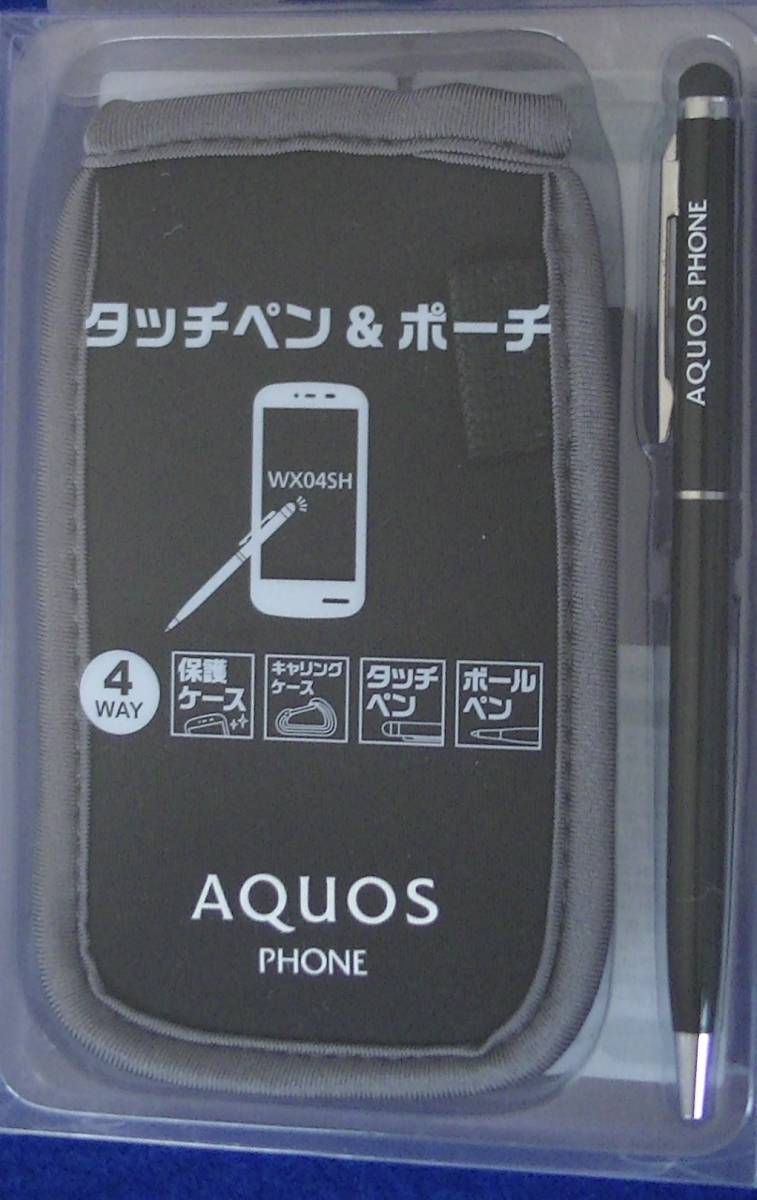 タッチペン & ポーチ
WX04SH
4
WAY
保護
ケース
キャリング
ケース
タッチ
ペン
ボール
ペン
AQUOS
PHONE
AQUOS PHONE